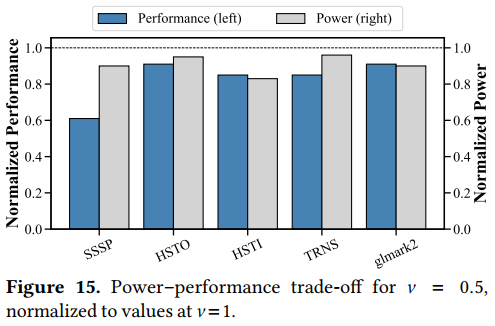 Performance (left) Power (right)
Normalized Performance
1.0
0.8
0.6
0.4
0.2
0.0
1.0
0.8
0.6
0.4
0.2
0.0
Normalized Power
SSSP HSTO HSTI TRNS glmark2
Figure 15. Power–performance trade-off for ν = 0.5,
normalized to values at ν = 1.